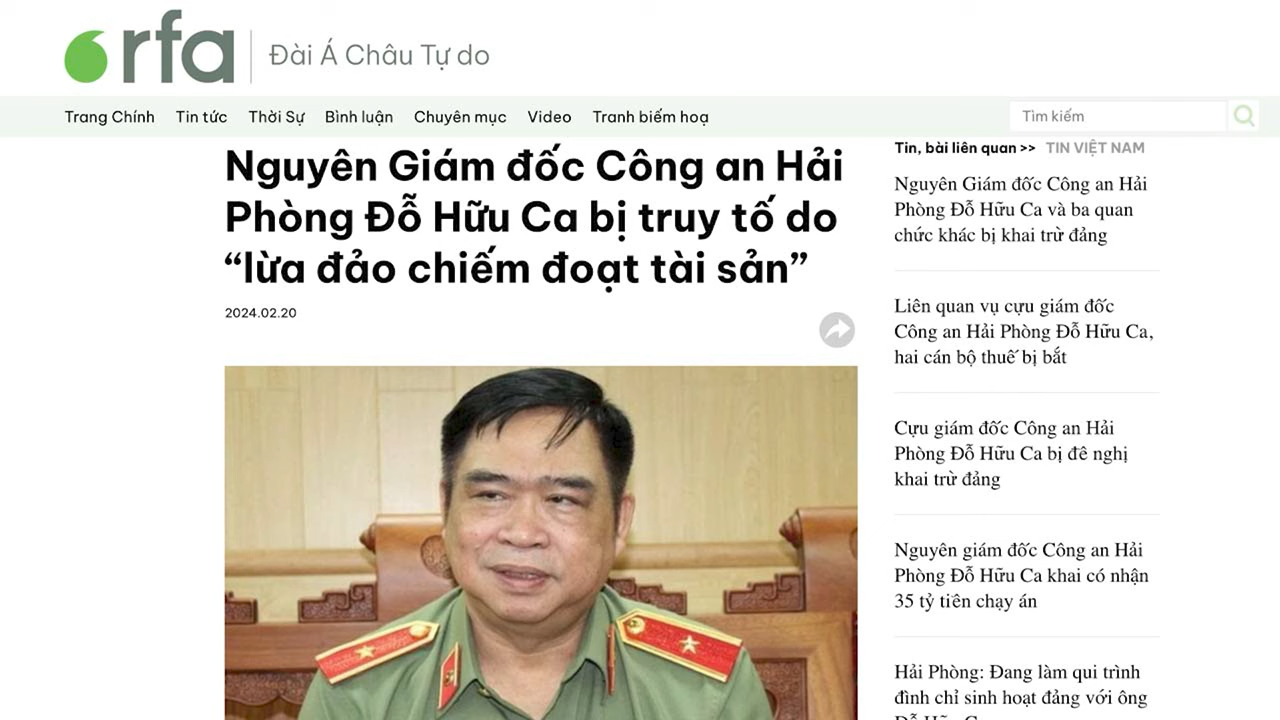 rfa Đài Á Châu Tự do
Trang Chính Tin tức Thời Sự Bình luận Chuyên mục Video Tranh biếm hoạ
Tìm kiếm
Nguyên Giám đốc Công an Hải
Phòng Đỗ Hữu Ca bị truy tố do
“lừa đảo chiếm đoạt tài sản”
2024.02.20
Tin, bài liên quan >> TIN VIỆT NAM
Nguyên Giám đốc Công an Hải
Phòng Đỗ Hữu Ca và ba quan
chức khác bị khai trừ đảng
Liên quan vụ cựu giám đốc
Công an Hải Phòng Đỗ Hữu Ca,
hai cán bộ thuế bị bắt
Cựu giám đốc Công an Hải
Phòng Đỗ Hữu Ca bị đề nghị
khai trừ đảng
Nguyên giám đốc Công an Hải
Phòng Đỗ Hữu Ca khai có nhận
35 tỷ tiền chạy án
Hải Phòng: Đang làm qui trình
đình chỉ sinh hoạt đảng với ông